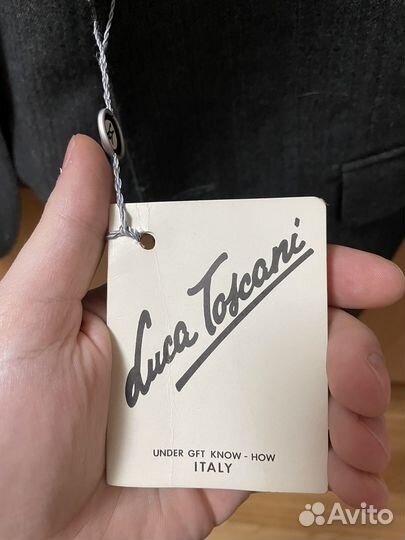 Luca Toscani
UNDER GFT KNOW - HOW
ITALY
Avito